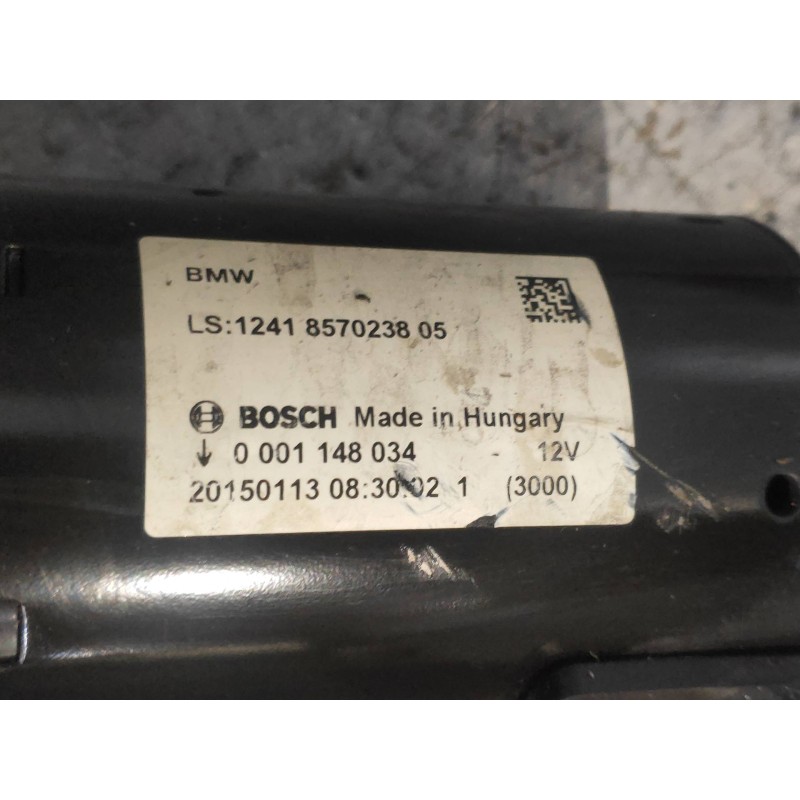 BMW
LS:1241 8570238 05
BOSCH Made in Hungary
↓ 0 001 148 034 - 12V
20150113 08:30:02 1 (3000)